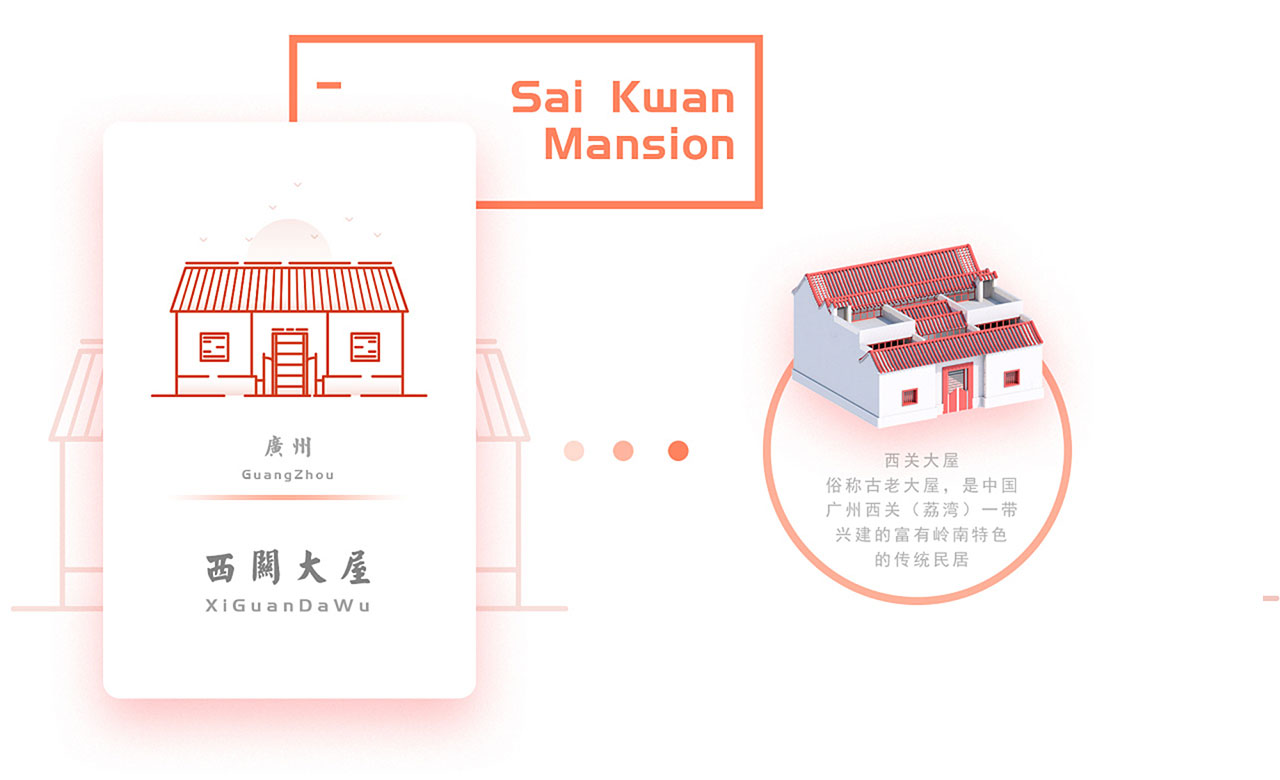 Sai Kwan
Mansion
廣州
GuangZhou
西關大屋
XiGuanDaWu
西关大屋
俗称古老大屋，是中国
广州西关（荔湾）一带
兴建的富有岭南特色
的传统民居